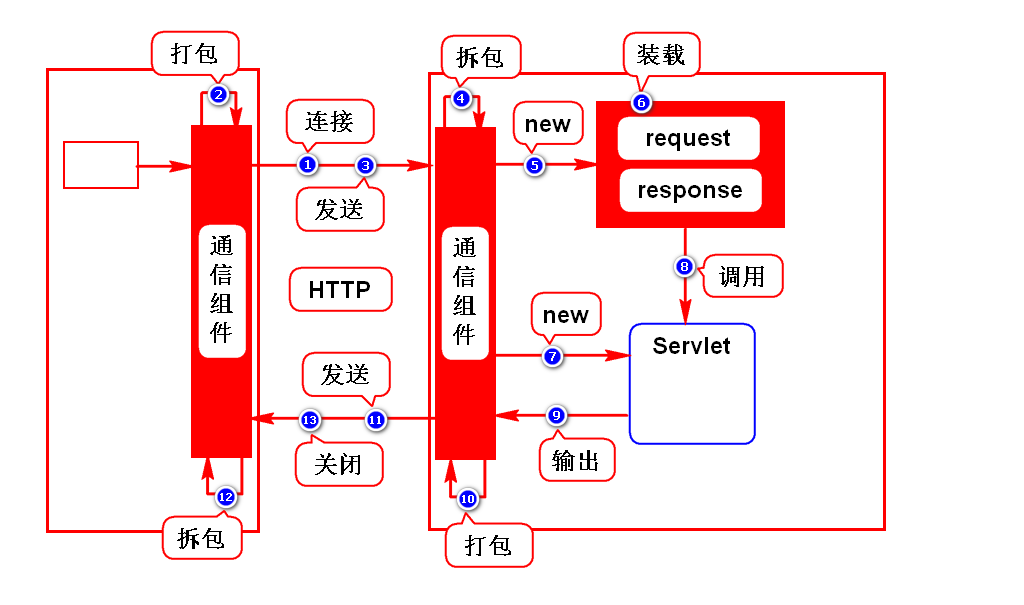 打包
2
拆包
4
装载
6
连接
1
3
发送
new
5
request
response
通信组件
通信组件
HTTP
8
调用
new
7
Servlet
发送
13
11
关闭
9
输出
12
拆包
10
打包